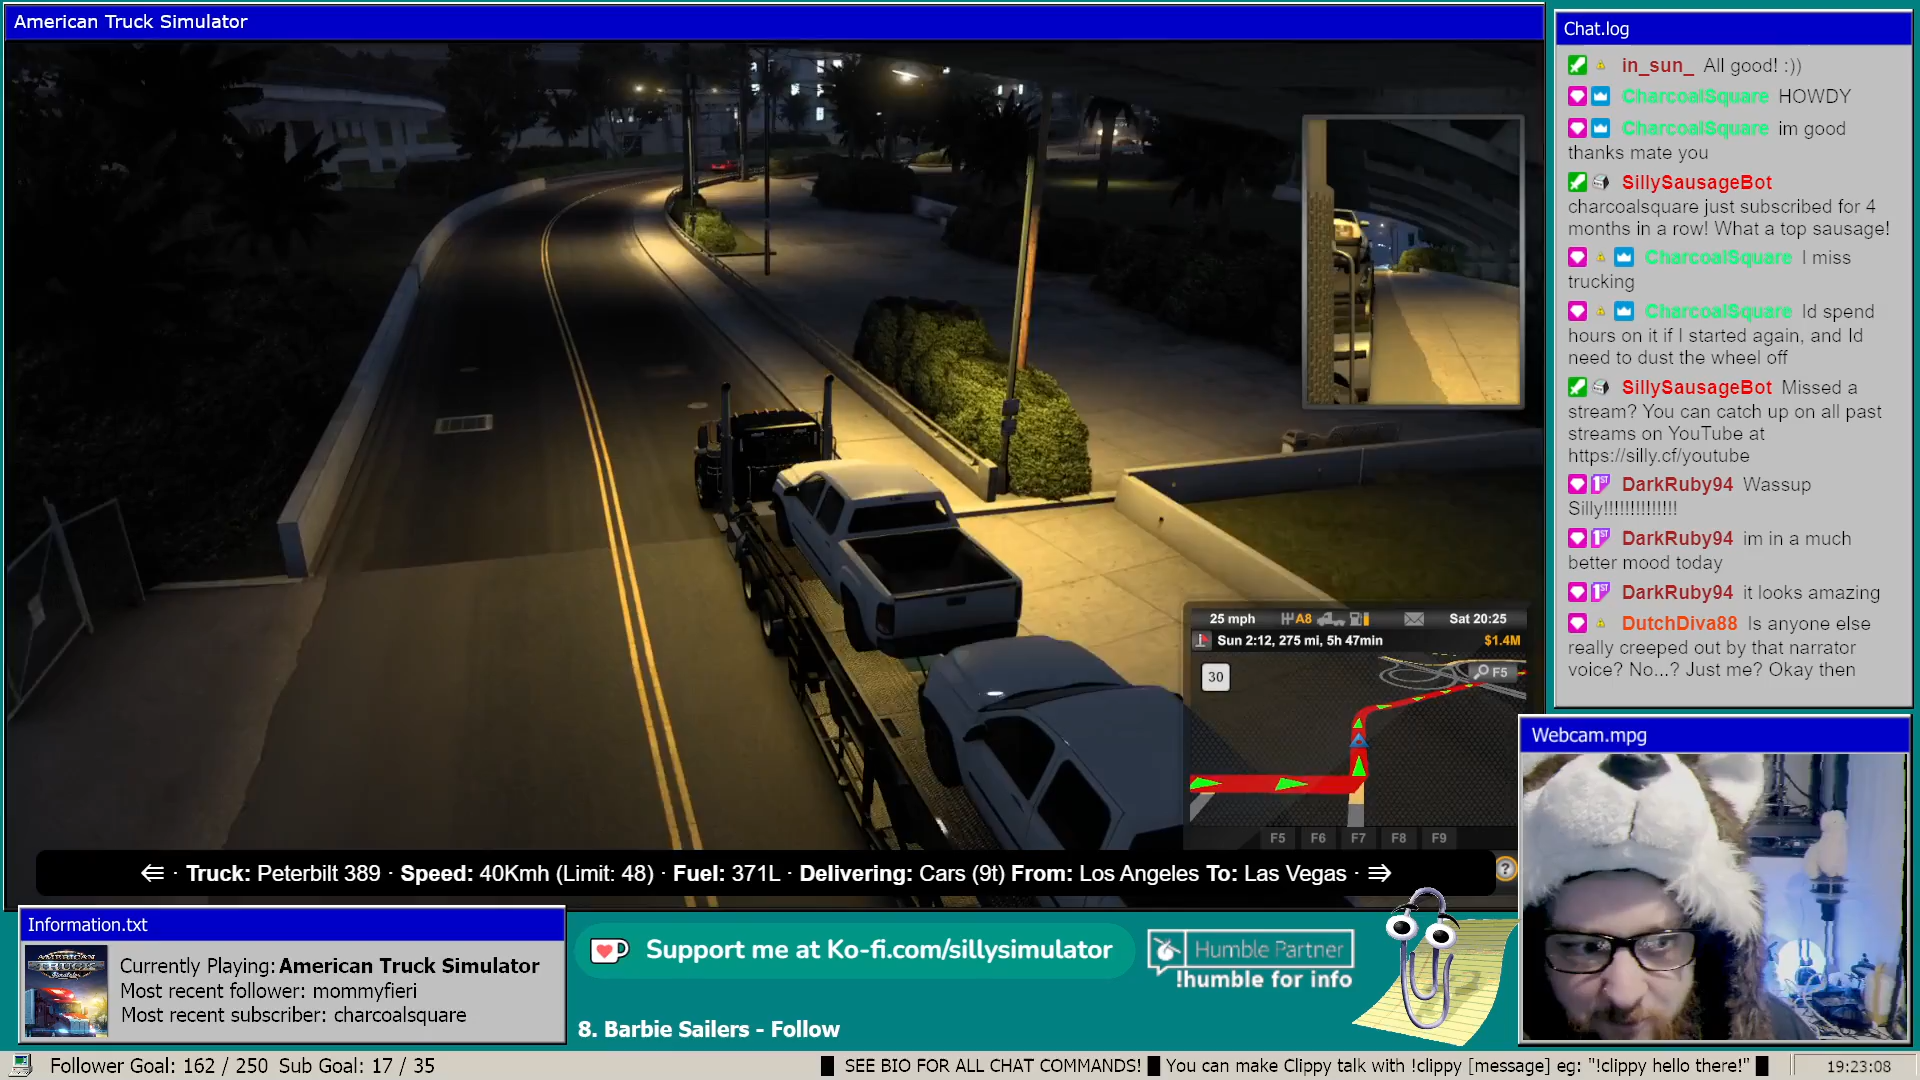 American Truck Simulator
25 mph A8 Sat 20:25
Sun 2:12, 275 mi, 5h 47min $1.4M
30
F5
F5 F6 F7 F8 F9
⇐ · Truck: Peterbilt 389 · Speed: 40Kmh (Limit: 48) · Fuel: 371L · Delivering: Cars (9t) From: Los Angeles To: Las Vegas · ⇒
Chat.log
in_sun_ All good! :))
CharcoalSquare HOWDY
CharcoalSquare im good
thanks mate you
SillySausageBot
charcoalsquare just subscribed for 4
months in a row! What a top sausage!
CharcoalSquare I miss
trucking
CharcoalSquare Id spend
hours on it if I started again, and Id
need to dust the wheel off
SillySausageBot Missed a
stream? You can catch up on all past
streams on YouTube at
https://silly.cf/youtube
1ST DarkRuby94 Wassup
Silly!!!!!!!!!!!!!!
1ST DarkRuby94 im in a much
better mood today
1ST DarkRuby94 it looks amazing
DutchDiva88 Is anyone else
really creeped out by that narrator
voice? No...? Just me? Okay then
Webcam.mpg
Information.txt
AMERICAN
TRUCK
Simulator
Currently Playing: American Truck Simulator
Most recent follower: mommyfieri
Most recent subscriber: charcoalsquare
Support me at Ko-fi.com/sillysimulator
Humble Partner
!humble for info
8. Barbie Sailers - Follow
Follower Goal: 162 / 250 Sub Goal: 17 / 35
SEE BIO FOR ALL CHAT COMMANDS! You can make Clippy talk with !clippy [message] eg: "!clippy hello there!"
19:23:08